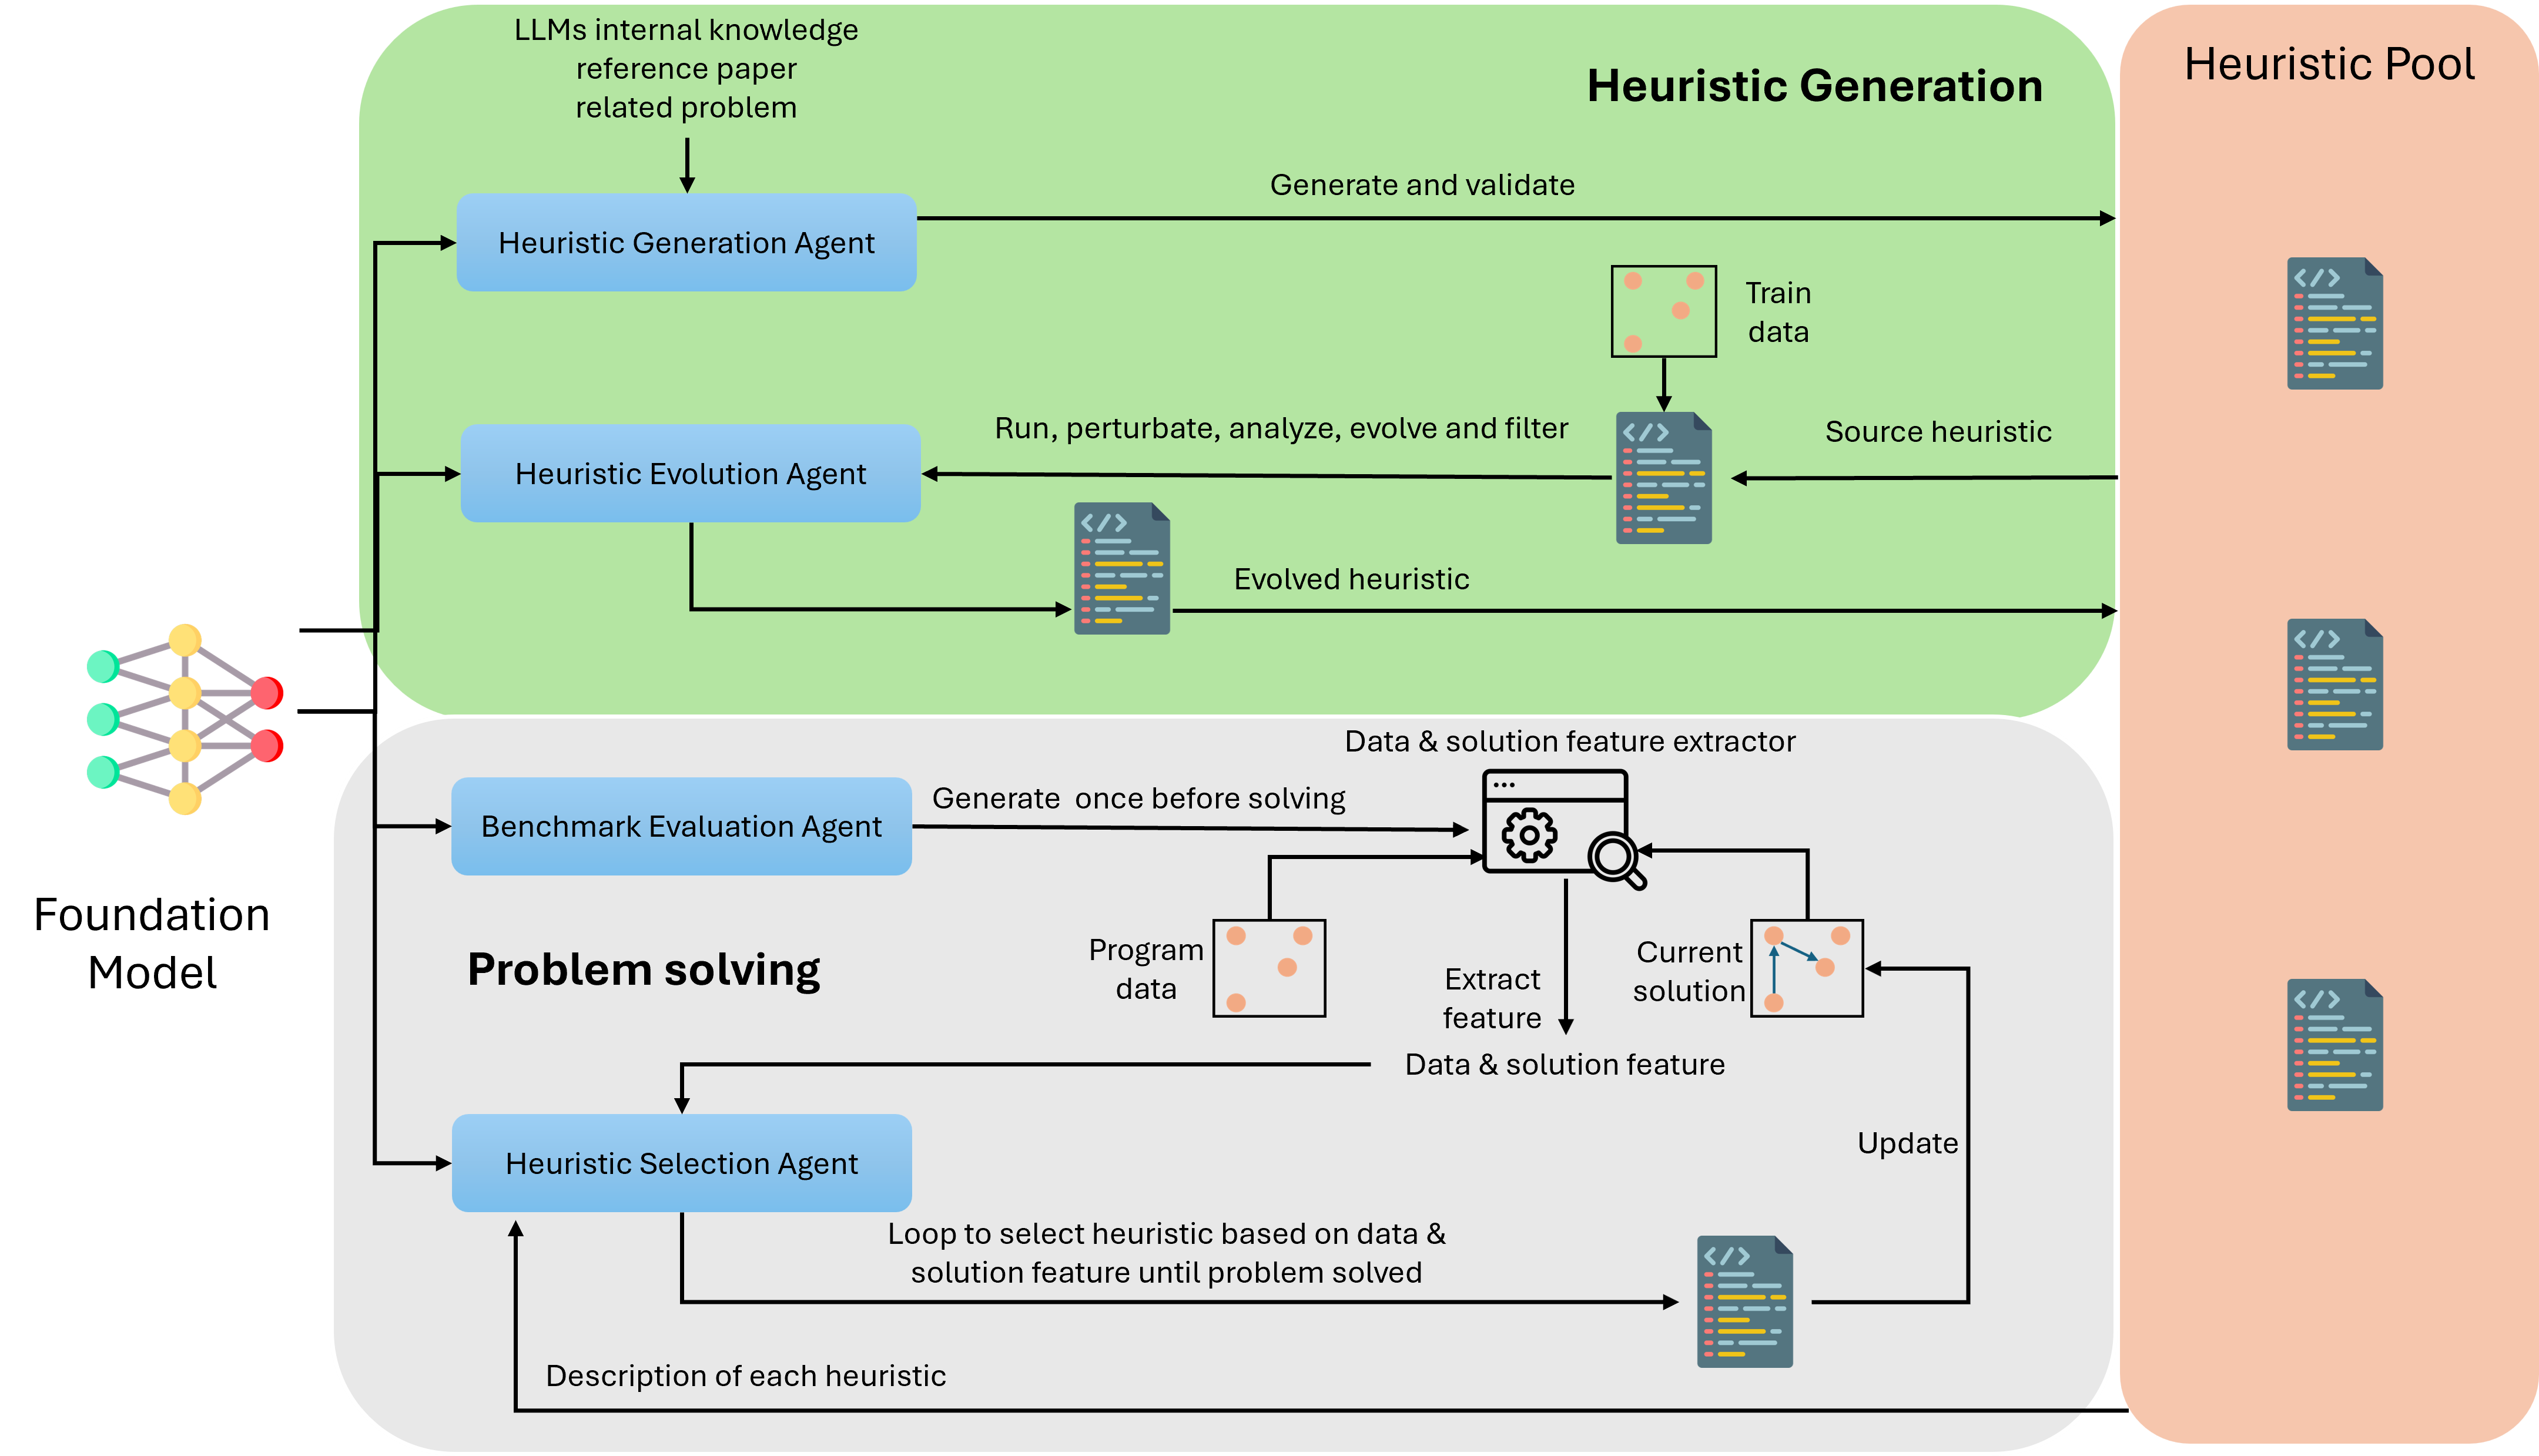 LLMs internal knowledge
reference paper
related problem
Heuristic Generation
Heuristic Pool
Generate and validate
Heuristic Generation Agent
Train
data
Run, perturbate, analyze, evolve and filter
Source heuristic
</>
Heuristic Evolution Agent
</>
Evolved heuristic
</>
</>
Foundation
Model
Data & solution feature extractor
Generate once before solving
Benchmark Evaluation Agent
Problem solving
Program
data
Extract
feature
Current
solution
</>
Data & solution feature
Heuristic Selection Agent
Update
Loop to select heuristic based on data &
solution feature until problem solved
</>
Description of each heuristic